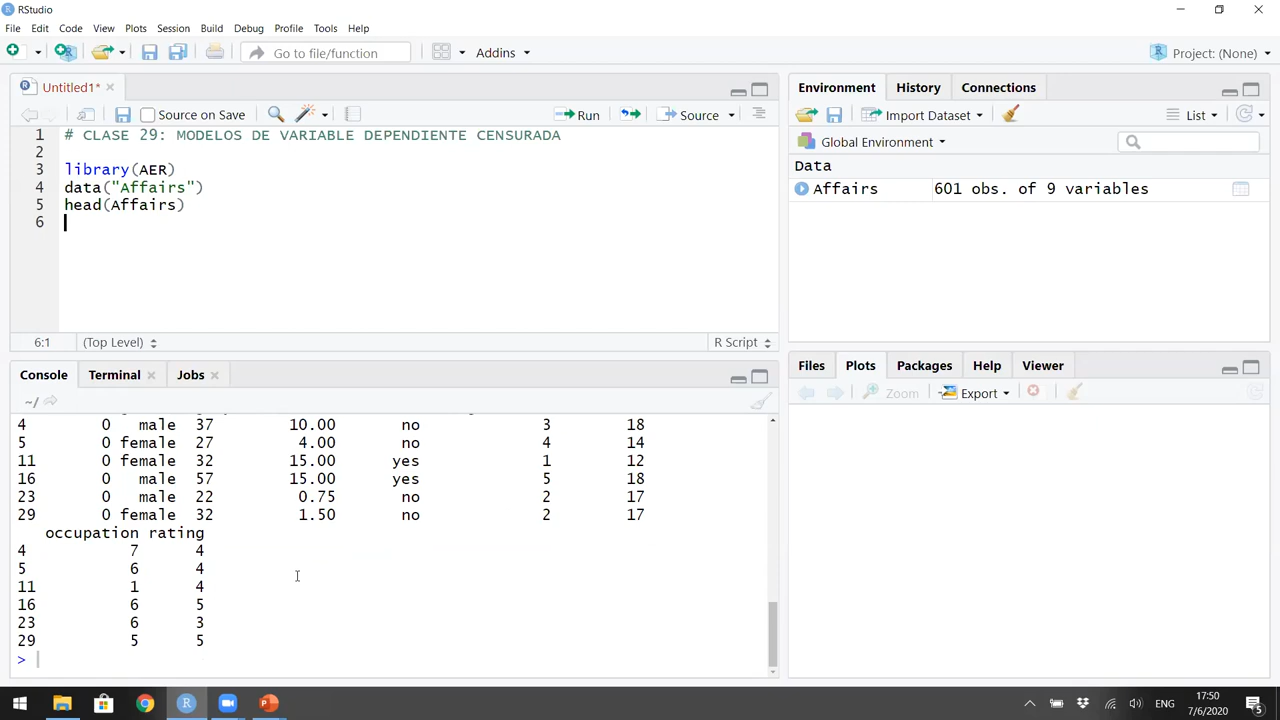 RStudio
File Edit Code View Plots Session Build Debug Profile Tools Help
Go to file/function Addins Project: (None)
Untitled1*
Source on Save Run Source
1 # CLASE 29: MODELOS DE VARIABLE DEPENDIENTE CENSURADA
2
3 library(AER)
4 data("Affairs")
5 head(Affairs)
6
6:1 (Top Level) R Script
Console Terminal Jobs
~/
4 0 male 37 10.00 no 3 18
5 0 female 27 4.00 no 4 14
11 0 female 32 15.00 yes 1 12
16 0 male 57 15.00 yes 5 18
23 0 male 22 0.75 no 2 17
29 0 female 32 1.50 no 2 17
occupation rating
4 7 4
5 6 4
11 1 4
16 6 5
23 6 3
29 5 5
>
Environment History Connections
Import Dataset List
Global Environment
Data
Affairs 601 obs. of 9 variables
Files Plots Packages Help Viewer
Zoom Export
ENG 17:50
7/6/2020 5